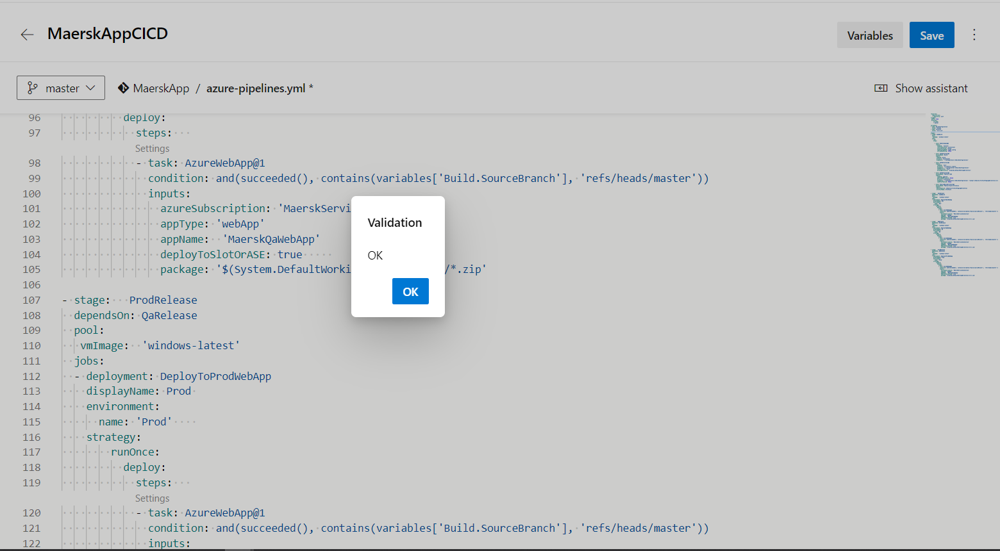 MaerskAppCICD
Variables
Save
master
MaerskApp / azure-pipelines.yml *
Show assistant
96 deploy:
97 steps:
Settings
98 - task: AzureWebApp@1
99 condition: and(succeeded(), contains(variables['Build.SourceBranch'], 'refs/heads/master'))
100 inputs:
101 azureSubscription: 'MaerskServi
102 appType: 'webApp'
103 appName: 'MaerskQaWebApp'
104 deployToSlotOrASE: true
105 package: '$(System.DefaultWorki /*.zip'
106
107 - stage: ProdRelease
108 dependsOn: QaRelease
109 pool:
110 vmImage: 'windows-latest'
111 jobs:
112 - deployment: DeployToProdWebApp
113 displayName: Prod
114 environment:
115 name: 'Prod'
116 strategy:
117 runOnce:
118 deploy:
119 steps:
Settings
120 - task: AzureWebApp@1
121 condition: and(succeeded(), contains(variables['Build.SourceBranch'], 'refs/heads/master'))
122 inputs:
Validation
OK
OK